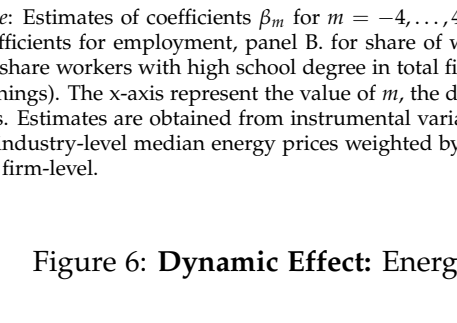 e: Estimates of coefficients βₘ for m = −4, . . . , 4
fficients for employment, panel B. for share of w
share workers with high school degree in total fi
nings). The x-axis represent the value of m, the d
s. Estimates are obtained from instrumental varia
industry-level median energy prices weighted by
firm-level.
Figure 6: Dynamic Effect: Energ